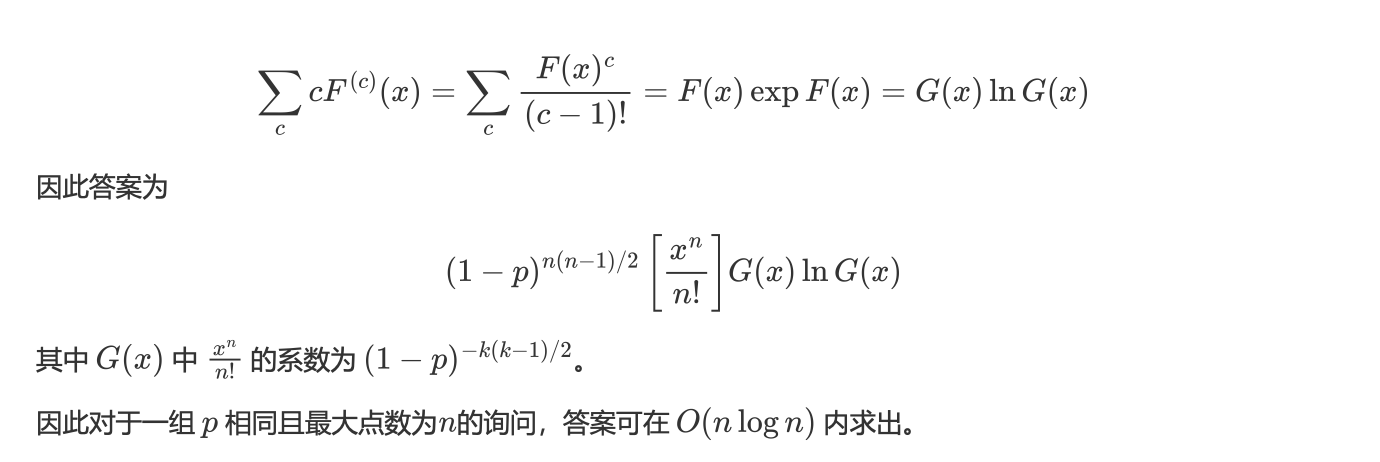 $$\sum_c cF^{(c)}(x) = \sum_c \frac{F(x)^c}{(c-1)!} = F(x) \exp F(x) = G(x) \ln G(x)$$
因此答案为
$$(1-p)^{n(n-1)/2} \left[\frac{x^n}{n!}\right] G(x) \ln G(x)$$
其中 $G(x)$ 中 $\frac{x^n}{n!}$ 的系数为 $(1-p)^{-k(k-1)/2}$。
因此对于一组 $p$ 相同且最大点数为$n$的询问，答案可在 $O(n \log n)$ 内求出。